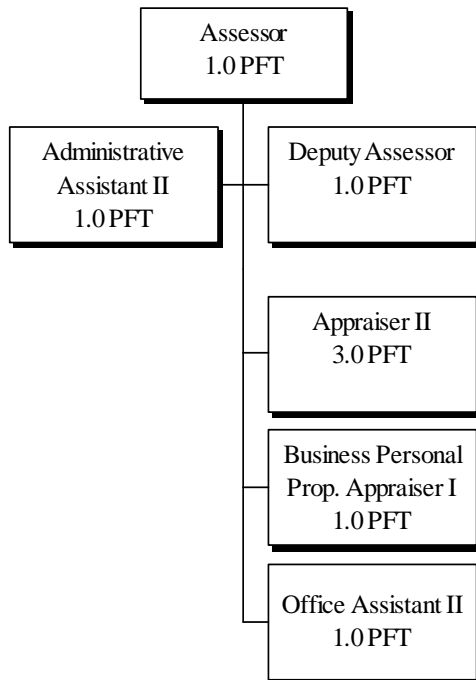 Assessor
1.0 PFT
Administrative
Assistant II
1.0 PFT
Deputy Assessor
1.0 PFT
Appraiser II
3.0 PFT
Business Personal
Prop. Appraiser I
1.0 PFT
Office Assistant II
1.0 PFT